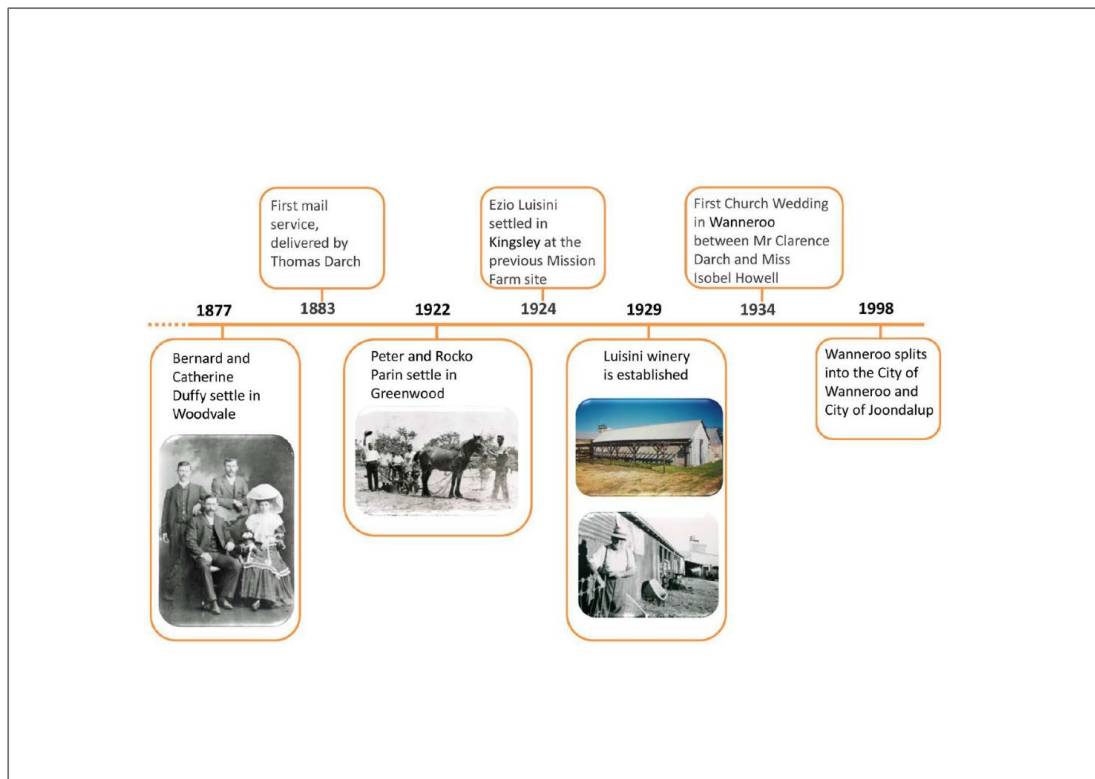 First mail
service,
delivered by
Thomas Darch
Ezio Luisini
settled in
Kingsley at the
previous Mission
Farm site
First Church Wedding
in Wanneroo
between Mr Clarence
Darch and Miss
Isobel Howell
1877
1883
1922
1924
1929
1934
1998
Bernard and
Catherine
Duffy settle in
Woodvale
Peter and Rocko
Parin settle in
Greenwood
Luisini winery
is established
Wanneroo splits
into the City of
Wanneroo and
City of Joondalup